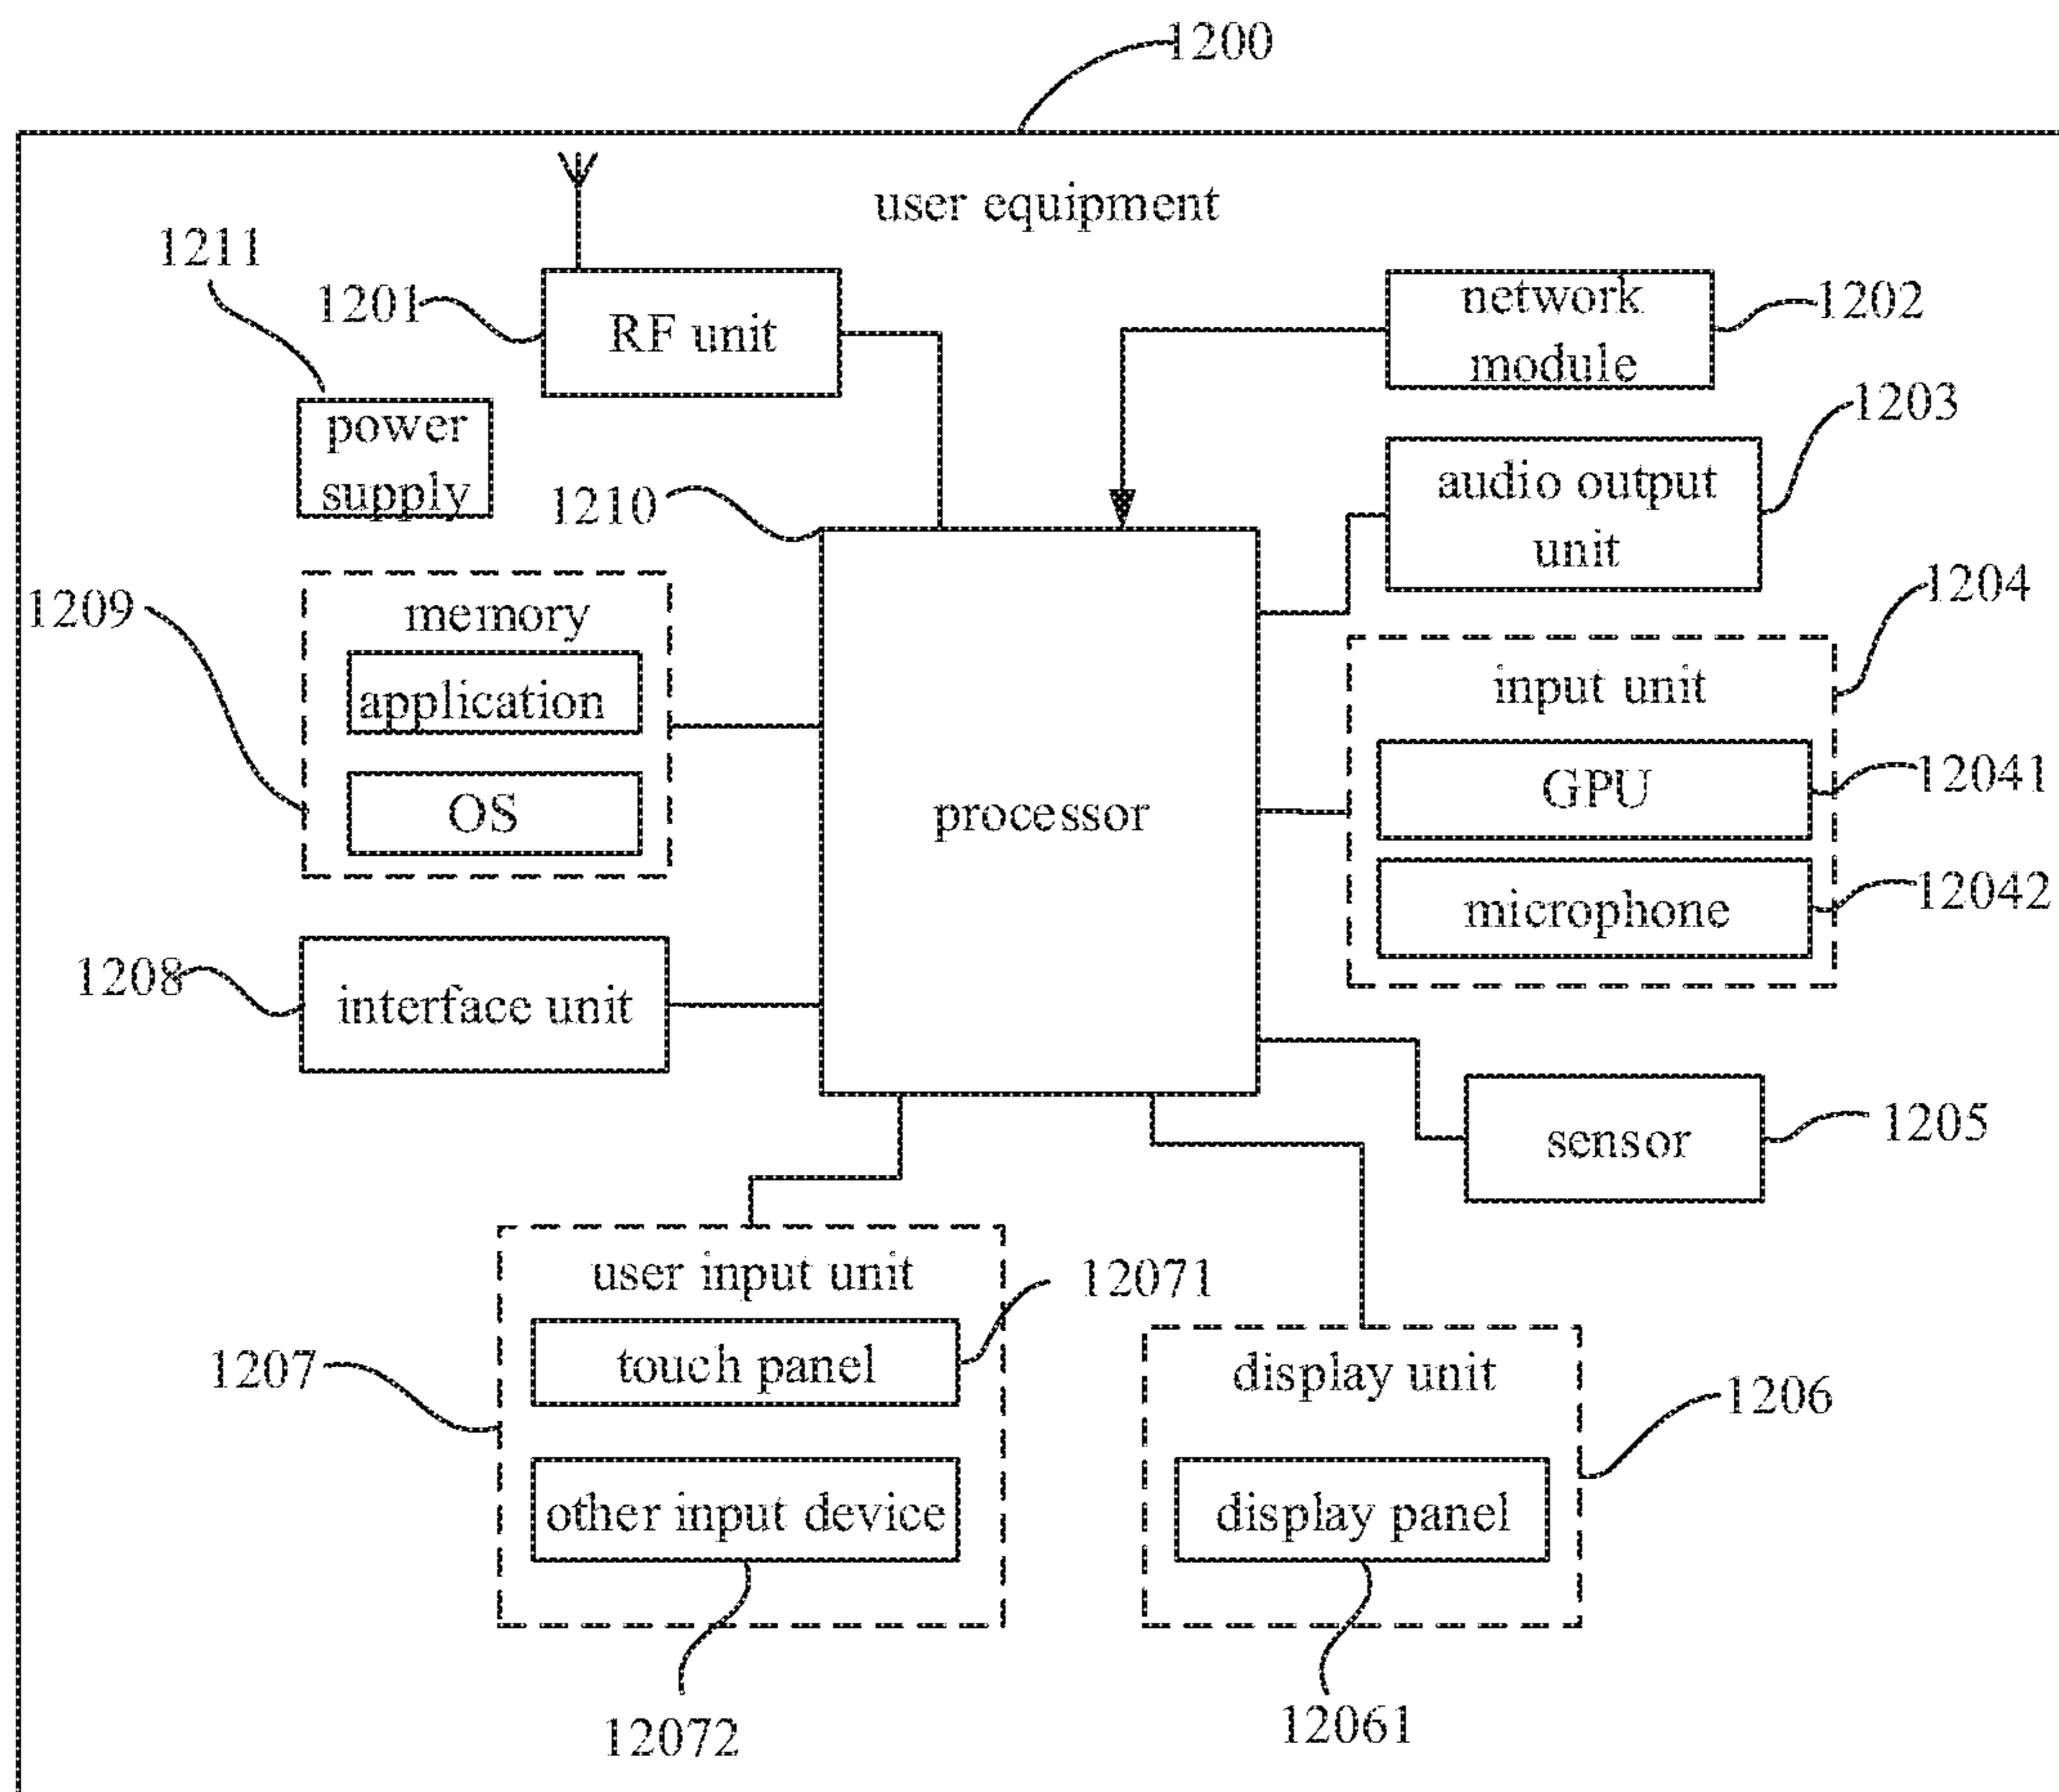 1200
user equipment
1211
1201
RF unit
network
module
1202
power
supply
1203
audio output
unit
1210
1209
memory
application
OS
processor
1204
input unit
GPU
12041
microphone
12042
1208
interface unit
sensor
1205
user input unit
12071
1207
touch panel
other input device
12072
display unit
1206
display panel
12061